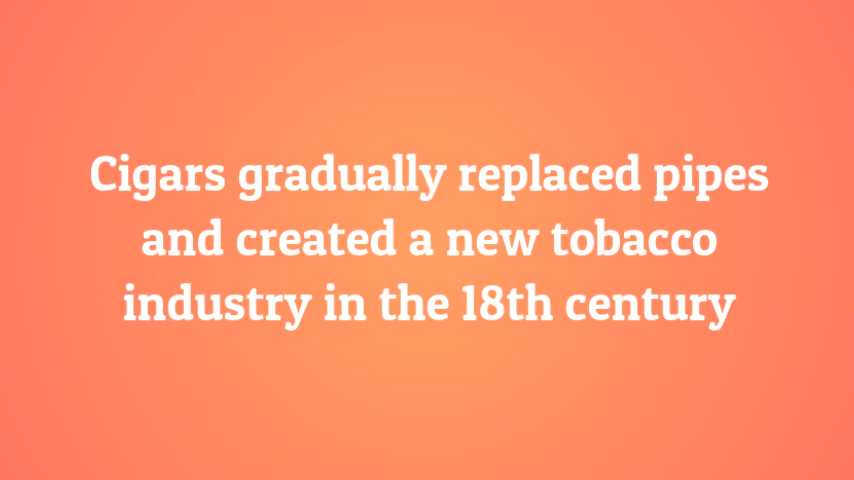 Cigars gradually replaced pipes
and created a new tobacco
industry in the 18th century